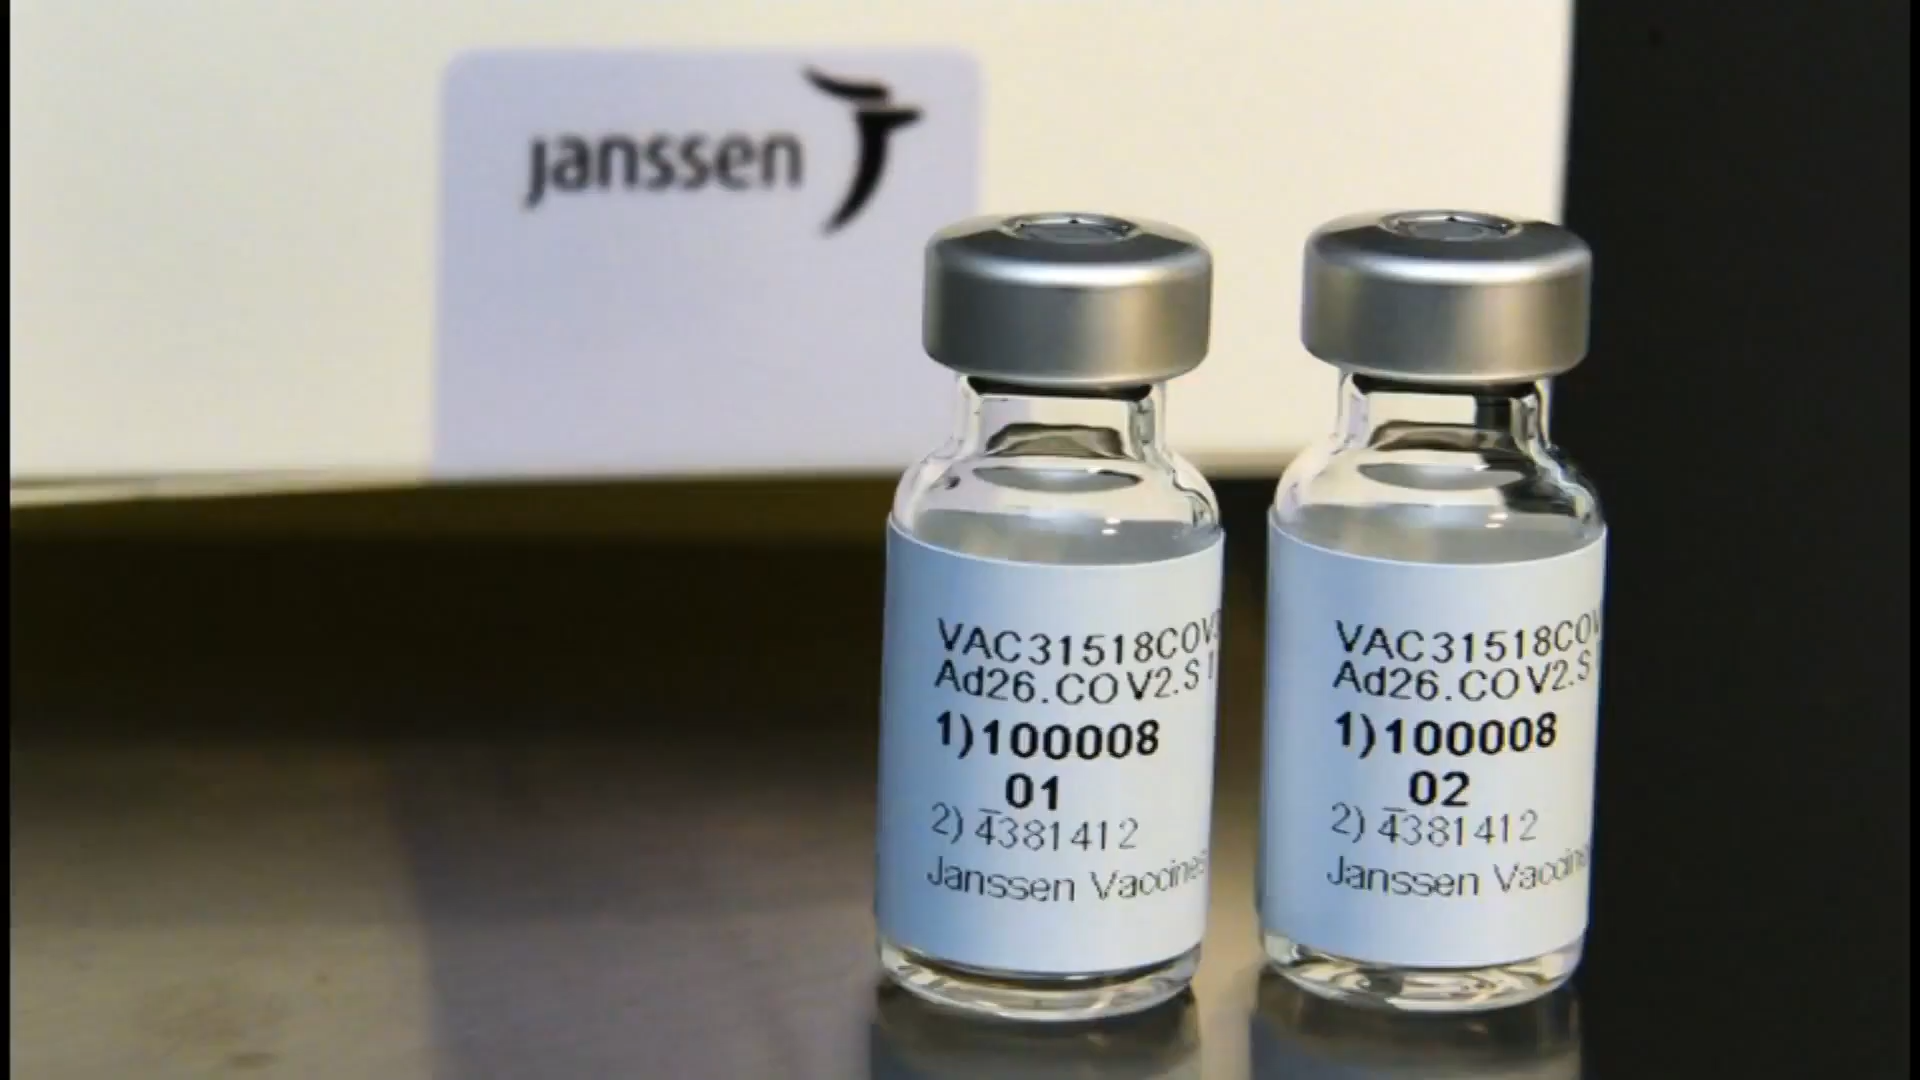 Janssen
VAC31518COV
Ad26.COV2.S
1)100008
01
2) 4381412
Janssen Vaccines
VAC31518COV
Ad26.COV2.S
1)100008
02
2) 4381412
Janssen Vaccin